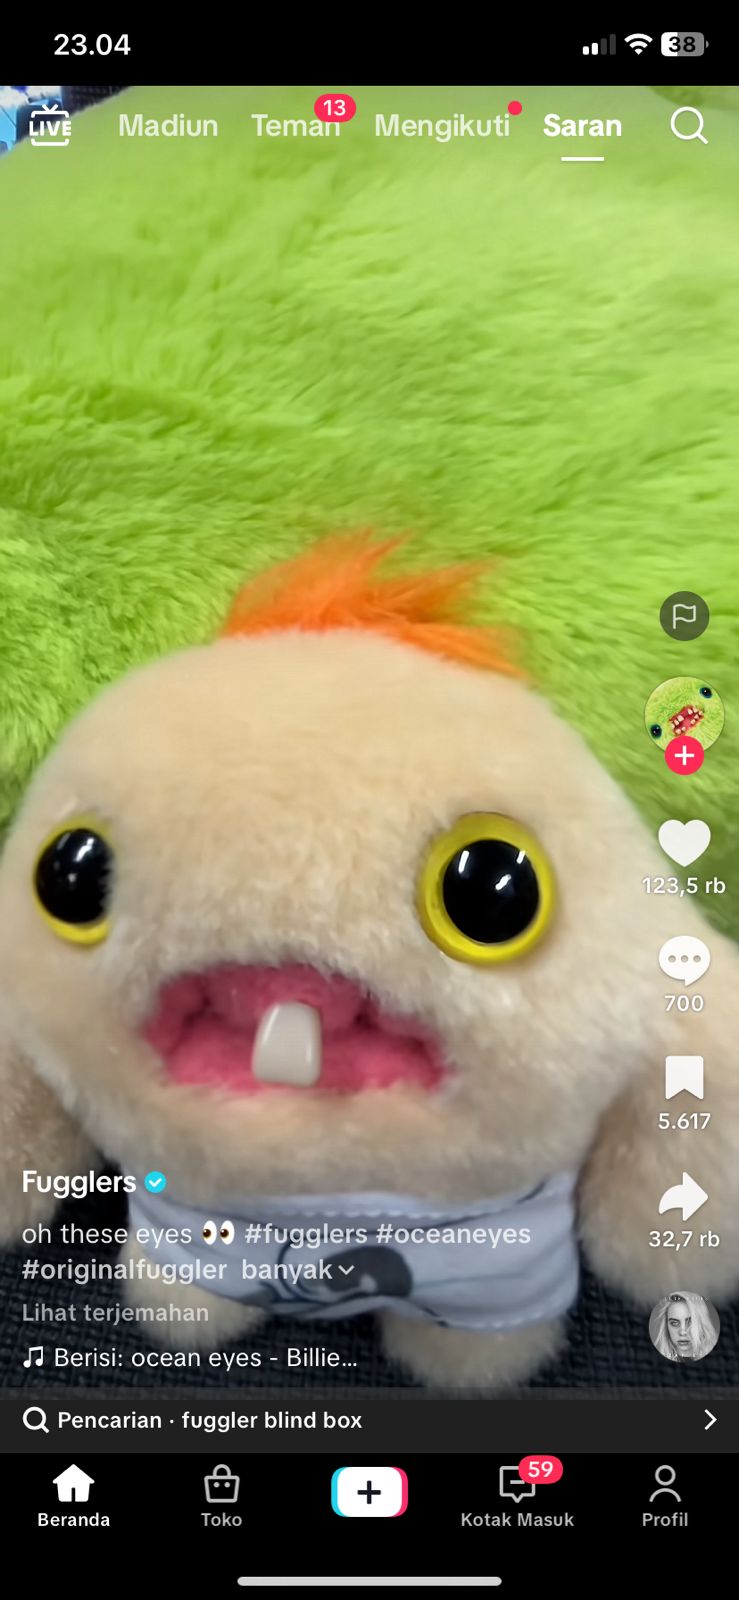 23.04
38
LIVE
Madiun
Teman
13
Mengikuti
Saran
123,5 rb
700
5.617
32,7 rb
Fugglers
oh these eyes 👀 #fugglers #oceaneyes
#originalfuggler banyak
Lihat terjemahan
Berisi: ocean eyes - Billie...
Pencarian · fuggler blind box
Beranda
Toko
59
Kotak Masuk
Profil